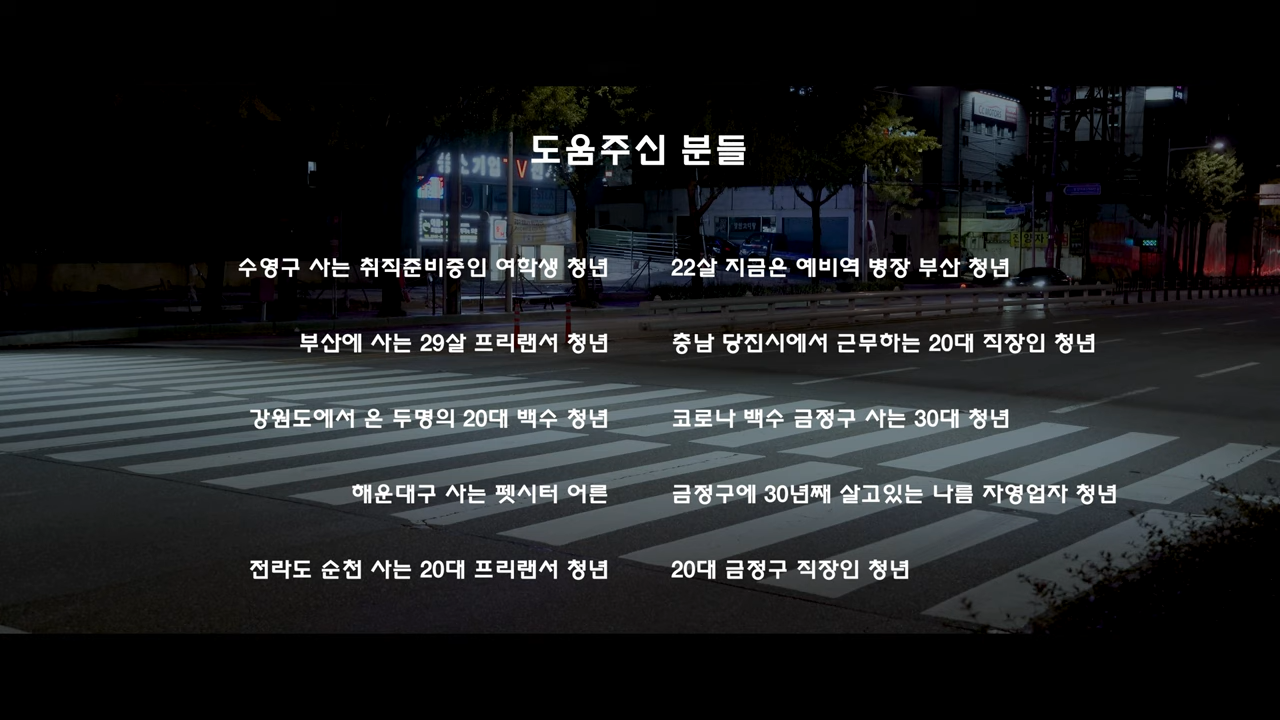 도움주신 분들
수영구 사는 취직준비중인 여학생 청년
22살 지금은 예비역 병장 부산 청년
부산에 사는 29살 프리랜서 청년
충남 당진시에서 근무하는 20대 직장인 청년
강원도에서 온 두명의 20대 백수 청년
코로나 백수 금정구 사는 30대 청년
해운대구 사는 펫시터 어른
금정구에 30년째 살고있는 나름 자영업자 청년
전라도 순천 사는 20대 프리랜서 청년
20대 금정구 직장인 청년